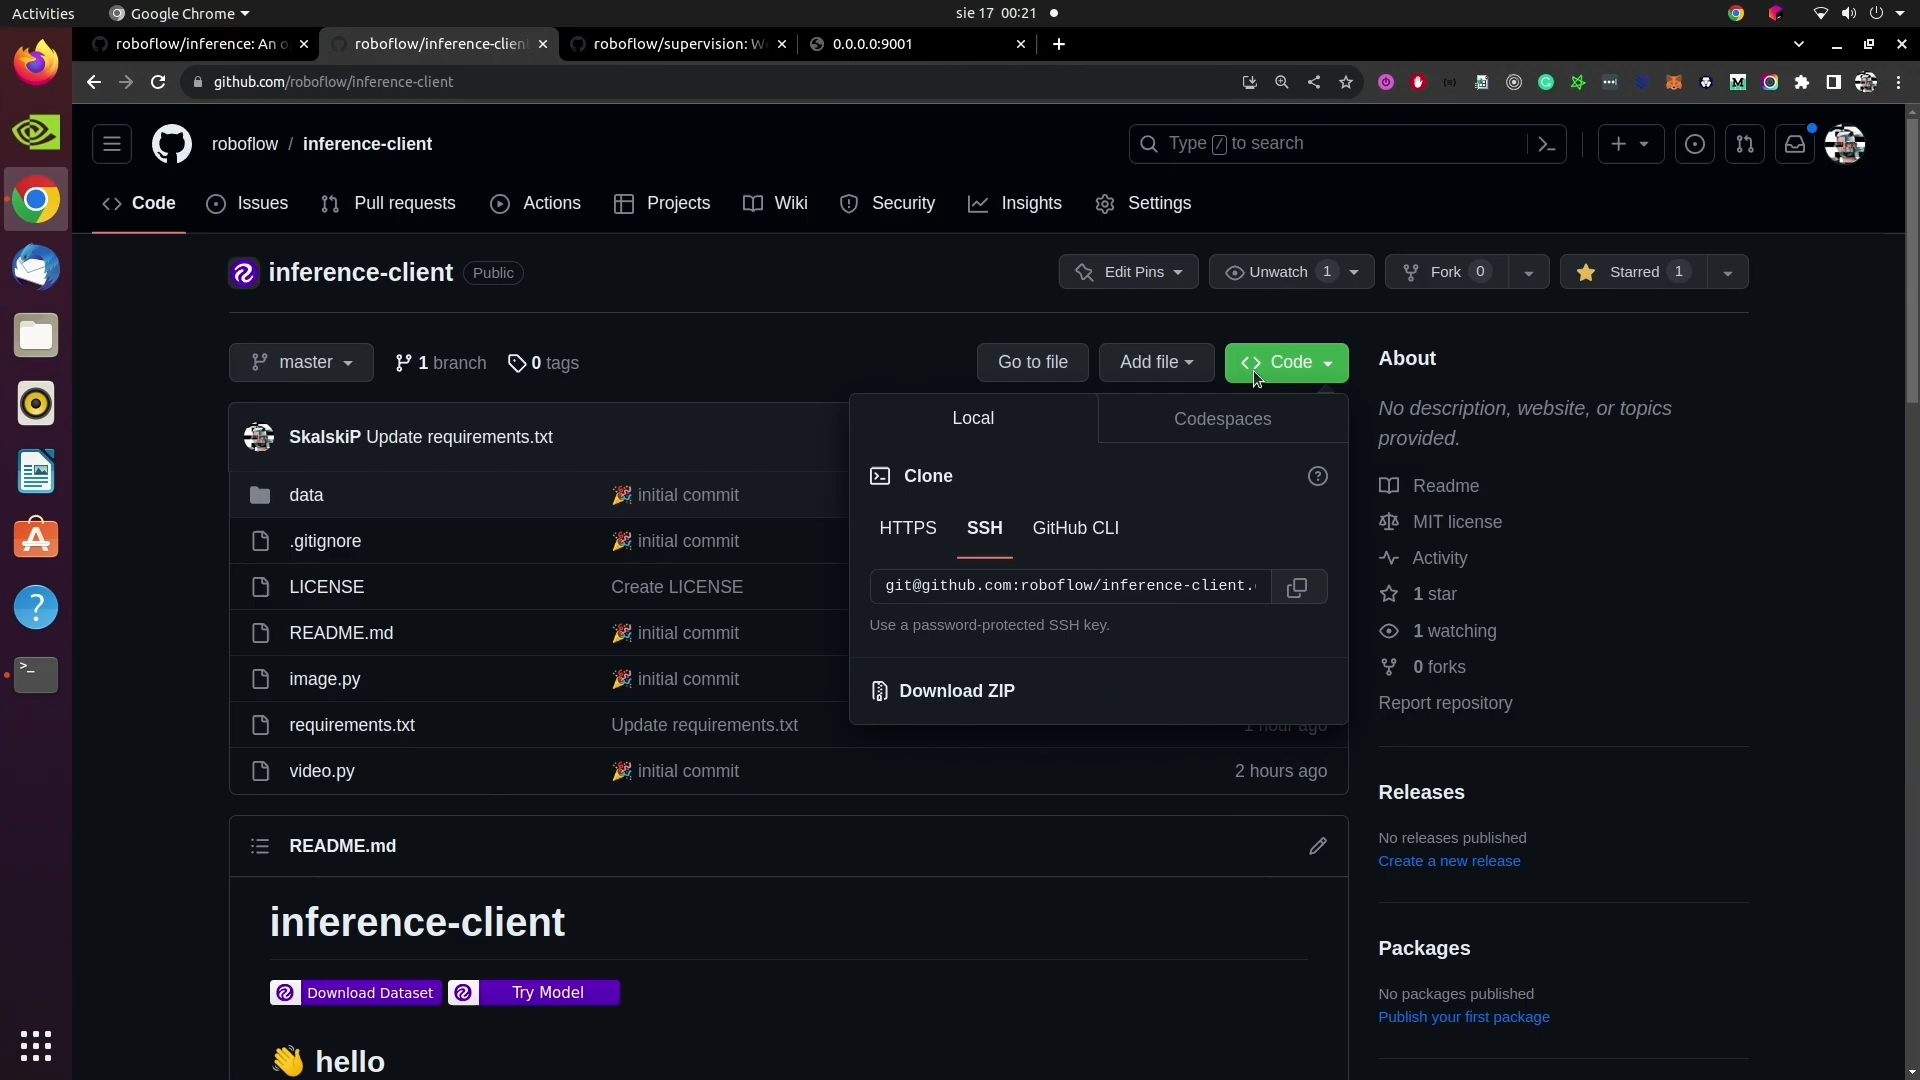 Activities
Google Chrome
sie 17 00:21
roboflow/inference: An o
roboflow/inference-clien
roboflow/supervision: W
0.0.0.0:9001
github.com/roboflow/inference-client
roboflow / inference-client
Type / to search
Code
Issues
Pull requests
Actions
Projects
Wiki
Security
Insights
Settings
inference-client
Public
Edit Pins
Unwatch 1
Fork 0
Starred 1
master
1 branch
0 tags
Go to file
Add file
Code
SkalskiP Update requirements.txt
data
🎉 initial commit
.gitignore
🎉 initial commit
LICENSE
Create LICENSE
README.md
🎉 initial commit
image.py
🎉 initial commit
requirements.txt
Update requirements.txt
1 hour ago
video.py
🎉 initial commit
2 hours ago
Local
Codespaces
Clone
HTTPS
SSH
GitHub CLI
git@github.com:roboflow/inference-client.
Use a password-protected SSH key.
Download ZIP
README.md
inference-client
Download Dataset
Try Model
👋 hello
About
No description, website, or topics
provided.
Readme
MIT license
Activity
1 star
1 watching
0 forks
Report repository
Releases
No releases published
Create a new release
Packages
No packages published
Publish your first package